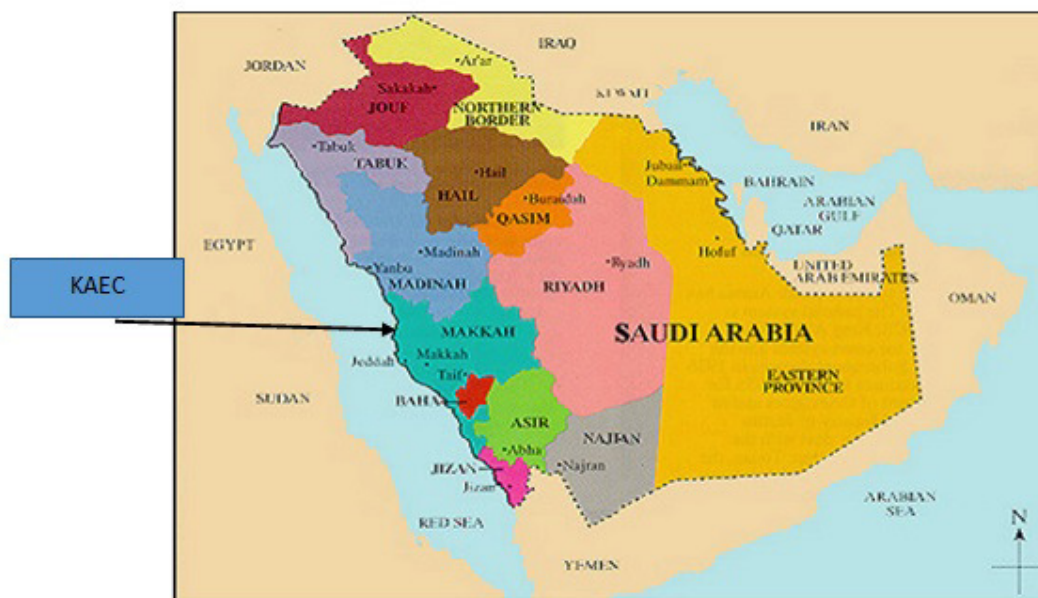 IRAQ
JORDAN
Ar'ar
Sakakah
JOUF
NORTHERN
BORDER
KUWAIT
IRAN
Tabuk
TABUK
Hail
HAIL
Buraidah
QASIM
Jubail
Dammam
BAHRAIN
ARABIAN
GULF
QATAR
EGYPT
Madinah
Yanbu
MADINAH
Hofuf
UNITED
ARAB EMIRATES
OMAN
Ryadh
RIYADH
KAEC
MAKKAH
SAUDI ARABIA
Jeddah
Makkah
Taif
EASTERN
PROVINCE
SUDAN
BAHA
ASIR
Abha
NAJRAN
Najran
JIZAN
Jizan
RED SEA
ARABIAN
SEA
YEMEN
N